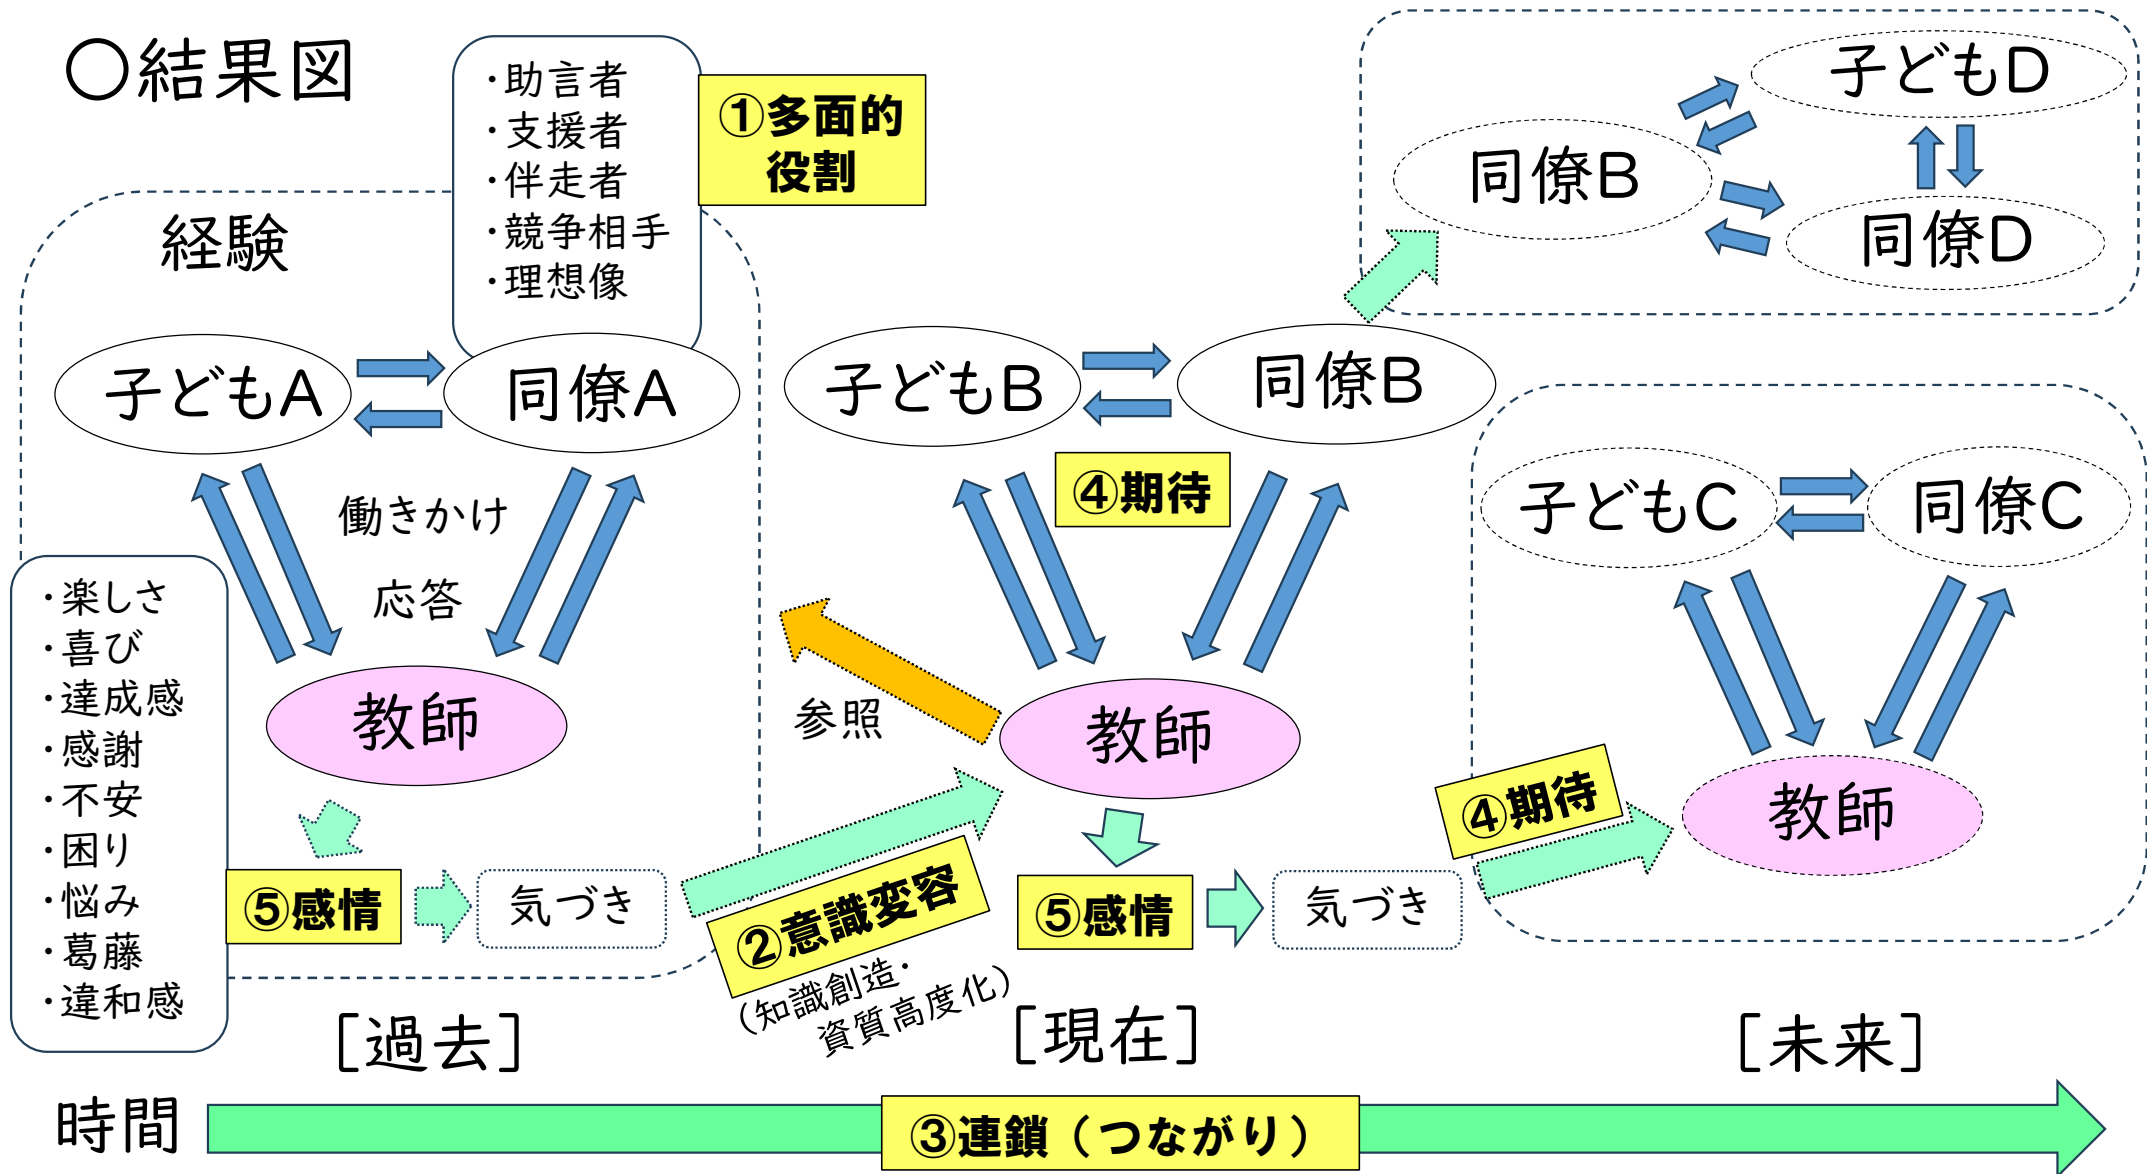 〇結果図
・助言者
・支援者
・伴走者
・競争相手
・理想像
①多面的
役割
経験
子どもA
同僚A
働きかけ
応答
教師
・楽しさ
・喜び
・達成感
・感謝
・不安
・困り
・悩み
・葛藤
・違和感
⑤感情
気づき
②意識変容
(知識創造・
資質高度化)
参照
子どもB
同僚B
④期待
教師
⑤感情
気づき
④期待
同僚B
子どもD
同僚D
子どもC
同僚C
教師
[過去]
[現在]
[未来]
時間
③連鎖(つながり)